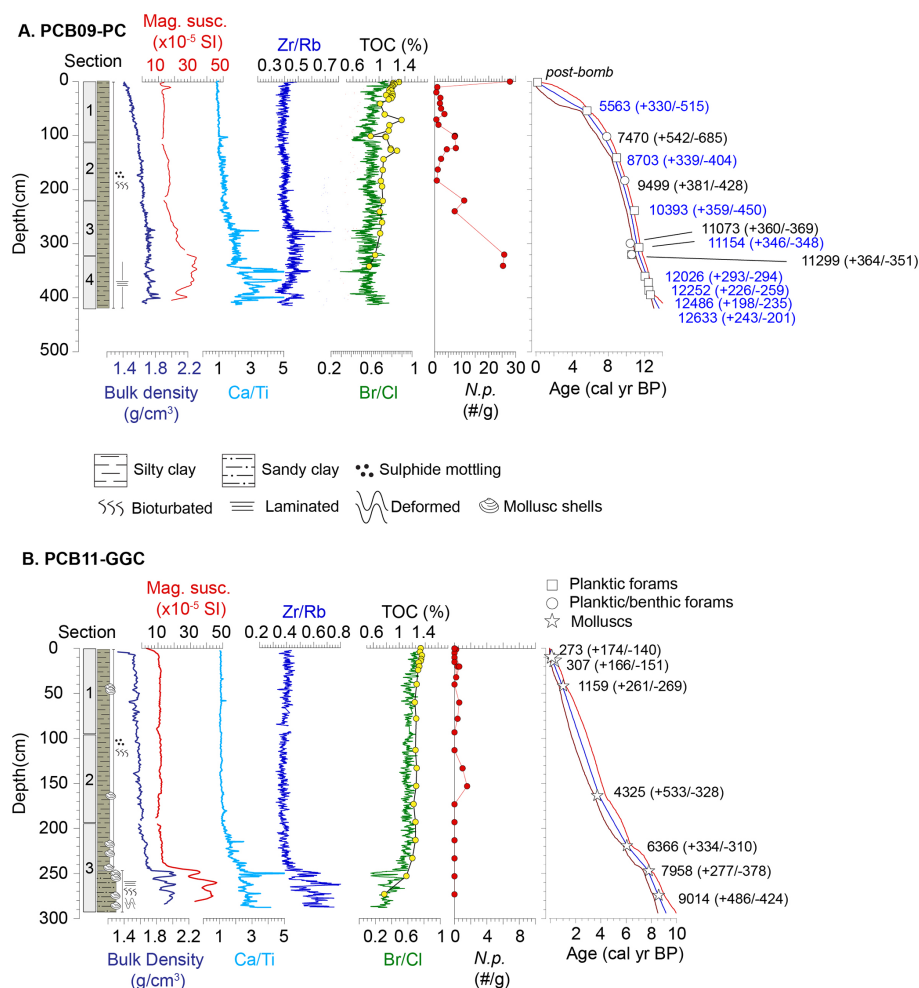 A. PCB09-PC
Section
Mag. susc.
(x10-5 SI)
10 30 50
Zr/Rb
0.3 0.5 0.7
TOC (%)
0.6 1 1.4
Depth(cm)
0
100
200
300
400
500
1
2
3
4
1.4 1.8 2.2
Bulk density
(g/cm3)
1 3 5
Ca/Ti
0.2 0.6 1
Br/Cl
0 10 20 30
N.p.
(#/g)
0 4 8 12
Age (cal yr BP)
post-bomb
5563 (+330/-515)
7470 (+542/-685)
8703 (+339/-404)
9499 (+381/-428)
10393 (+359/-450)
11073 (+360/-369)
11154 (+346/-348)
11299 (+364/-351)
12026 (+293/-294)
12252 (+226/-259)
12486 (+198/-235)
12633 (+243/-201)
Silty clay
Sandy clay
Sulphide mottling
Bioturbated
Laminated
Deformed
Mollusc shells
B. PCB11-GGC
Section
Mag. susc.
(x10-5 SI)
10 30 50
Zr/Rb
0.2 0.4 0.6 0.8
TOC (%)
0.6 1 1.4
Planktic forams
Planktic/benthic forams
Molluscs
Depth(cm)
0
50
100
150
200
250
300
1
2
3
1.4 1.8 2.2
Bulk Density
(g/cm3)
1 3 5
Ca/Ti
0.2 0.6 1
Br/Cl
0 4 8
N.p.
(#/g)
0 2 4 6 8 10
Age (cal yr BP)
273 (+174/-140)
307 (+166/-151)
1159 (+261/-269)
4325 (+533/-328)
6366 (+334/-310)
7958 (+277/-378)
9014 (+486/-424)